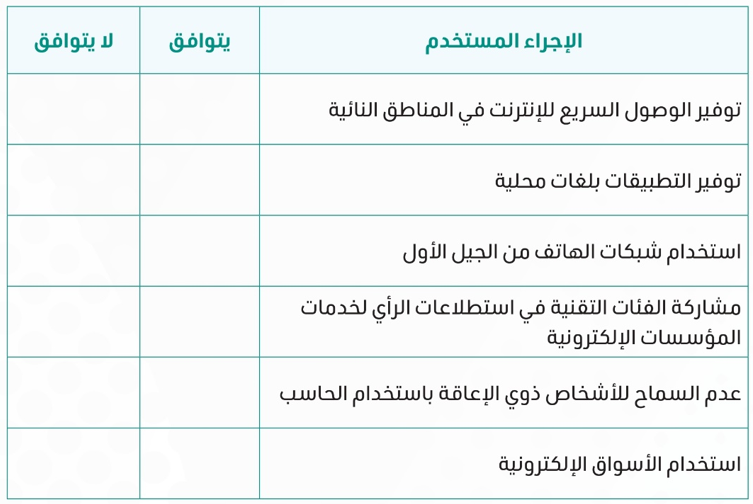 الإجراء المستخدم يتوافق لا يتوافق
توفير الوصول السريع للإنترنت في المناطق النائية
توفير التطبيقات بلغات محلية
استخدام شبكات الهاتف من الجيل الأول
مشاركة الفئات التقنية في استطلاعات الرأي لخدمات
المؤسسات الإلكترونية
عدم السماح للأشخاص ذوي الإعاقة باستخدام الحاسب
استخدام الأسواق الإلكترونية